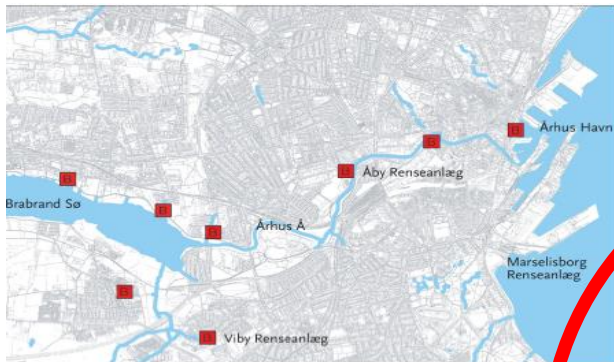 Århus Havn
Åby Renseanlæg
Brabrand Sø
Århus Å
Marselisborg
Renseanlæg
Viby Renseanlæg